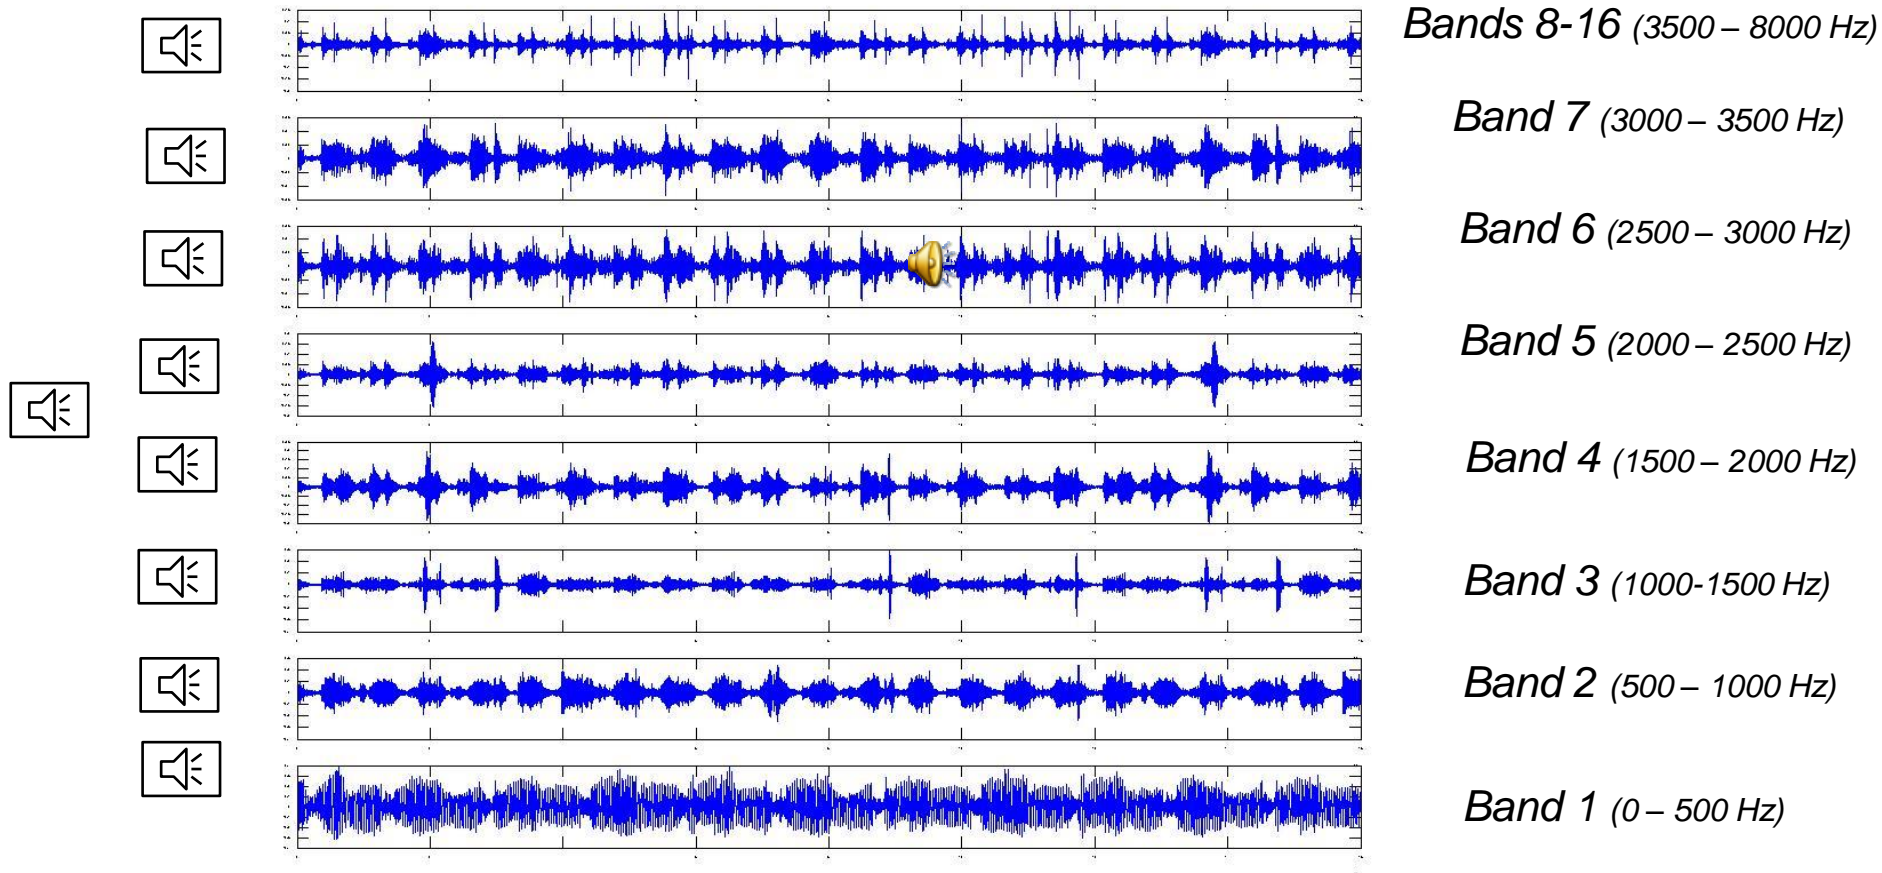 Bands 8-16 (3500 – 8000 Hz)
Band 7 (3000 – 3500 Hz)
Band 6 (2500 – 3000 Hz)
Band 5 (2000 – 2500 Hz)
Band 4 (1500 – 2000 Hz)
Band 3 (1000-1500 Hz)
Band 2 (500 – 1000 Hz)
Band 1 (0 – 500 Hz)